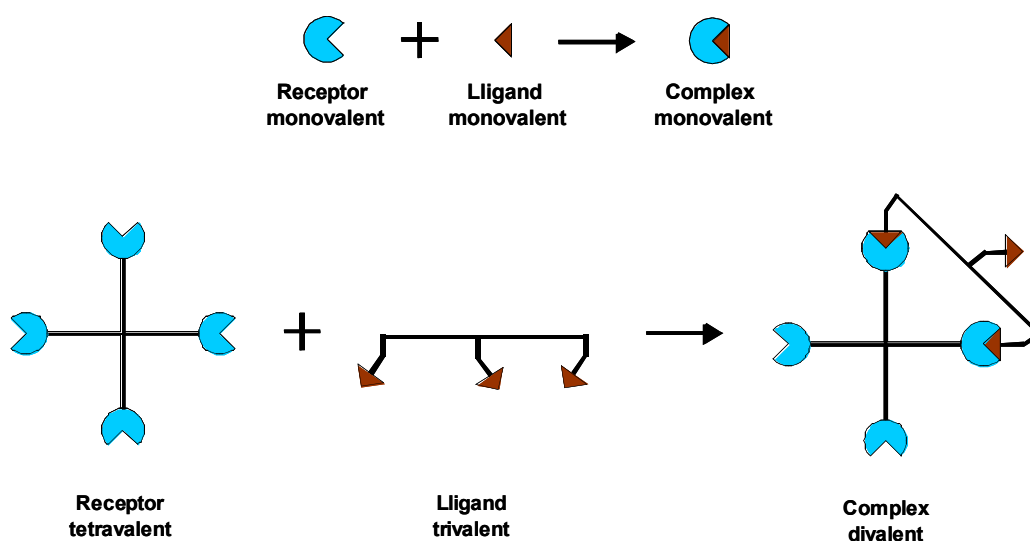 Receptor
monovalent
Lligand
monovalent
Complex
monovalent
Receptor
tetravalent
Lligand
trivalent
Complex
divalent